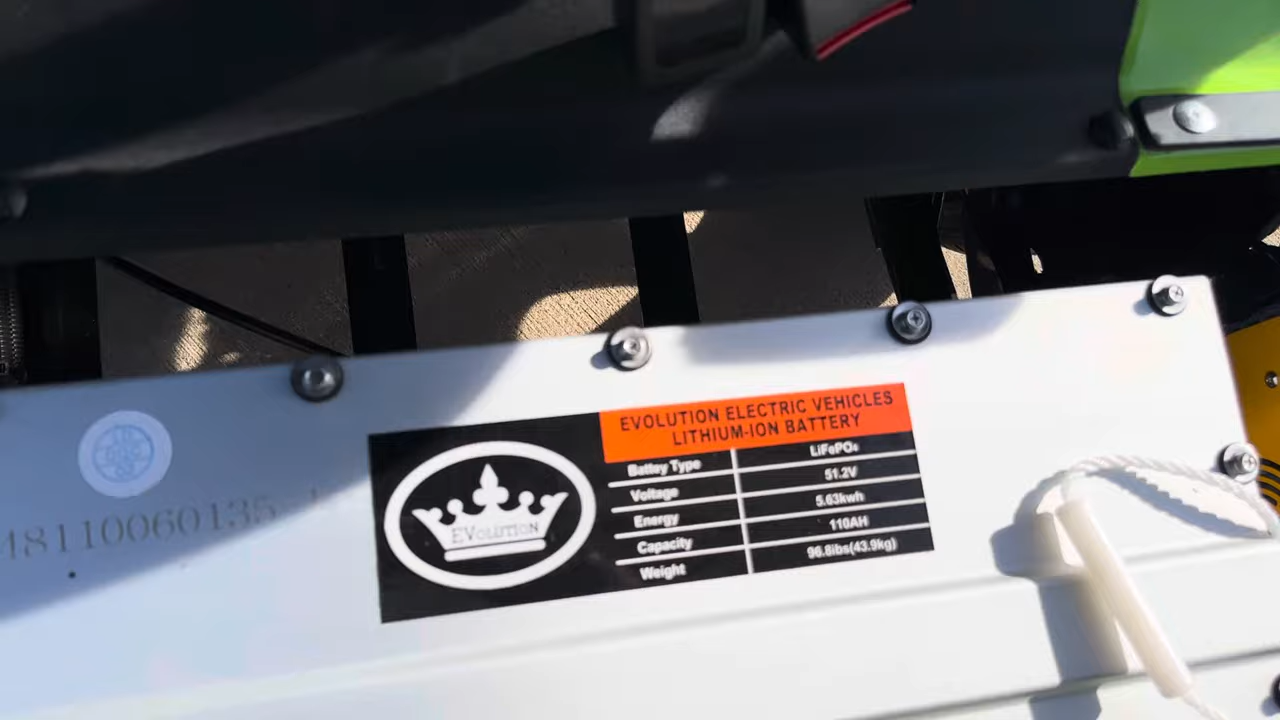 EVOLUTION ELECTRIC VEHICLES
LITHIUM-ION BATTERY
Battey Type LiFePO₄
Voltage 51.2V
Energy 5.63kwh
Capacity 110AH
Weight 96.8ibs(43.9kg)
EVOLUTION
48110060135